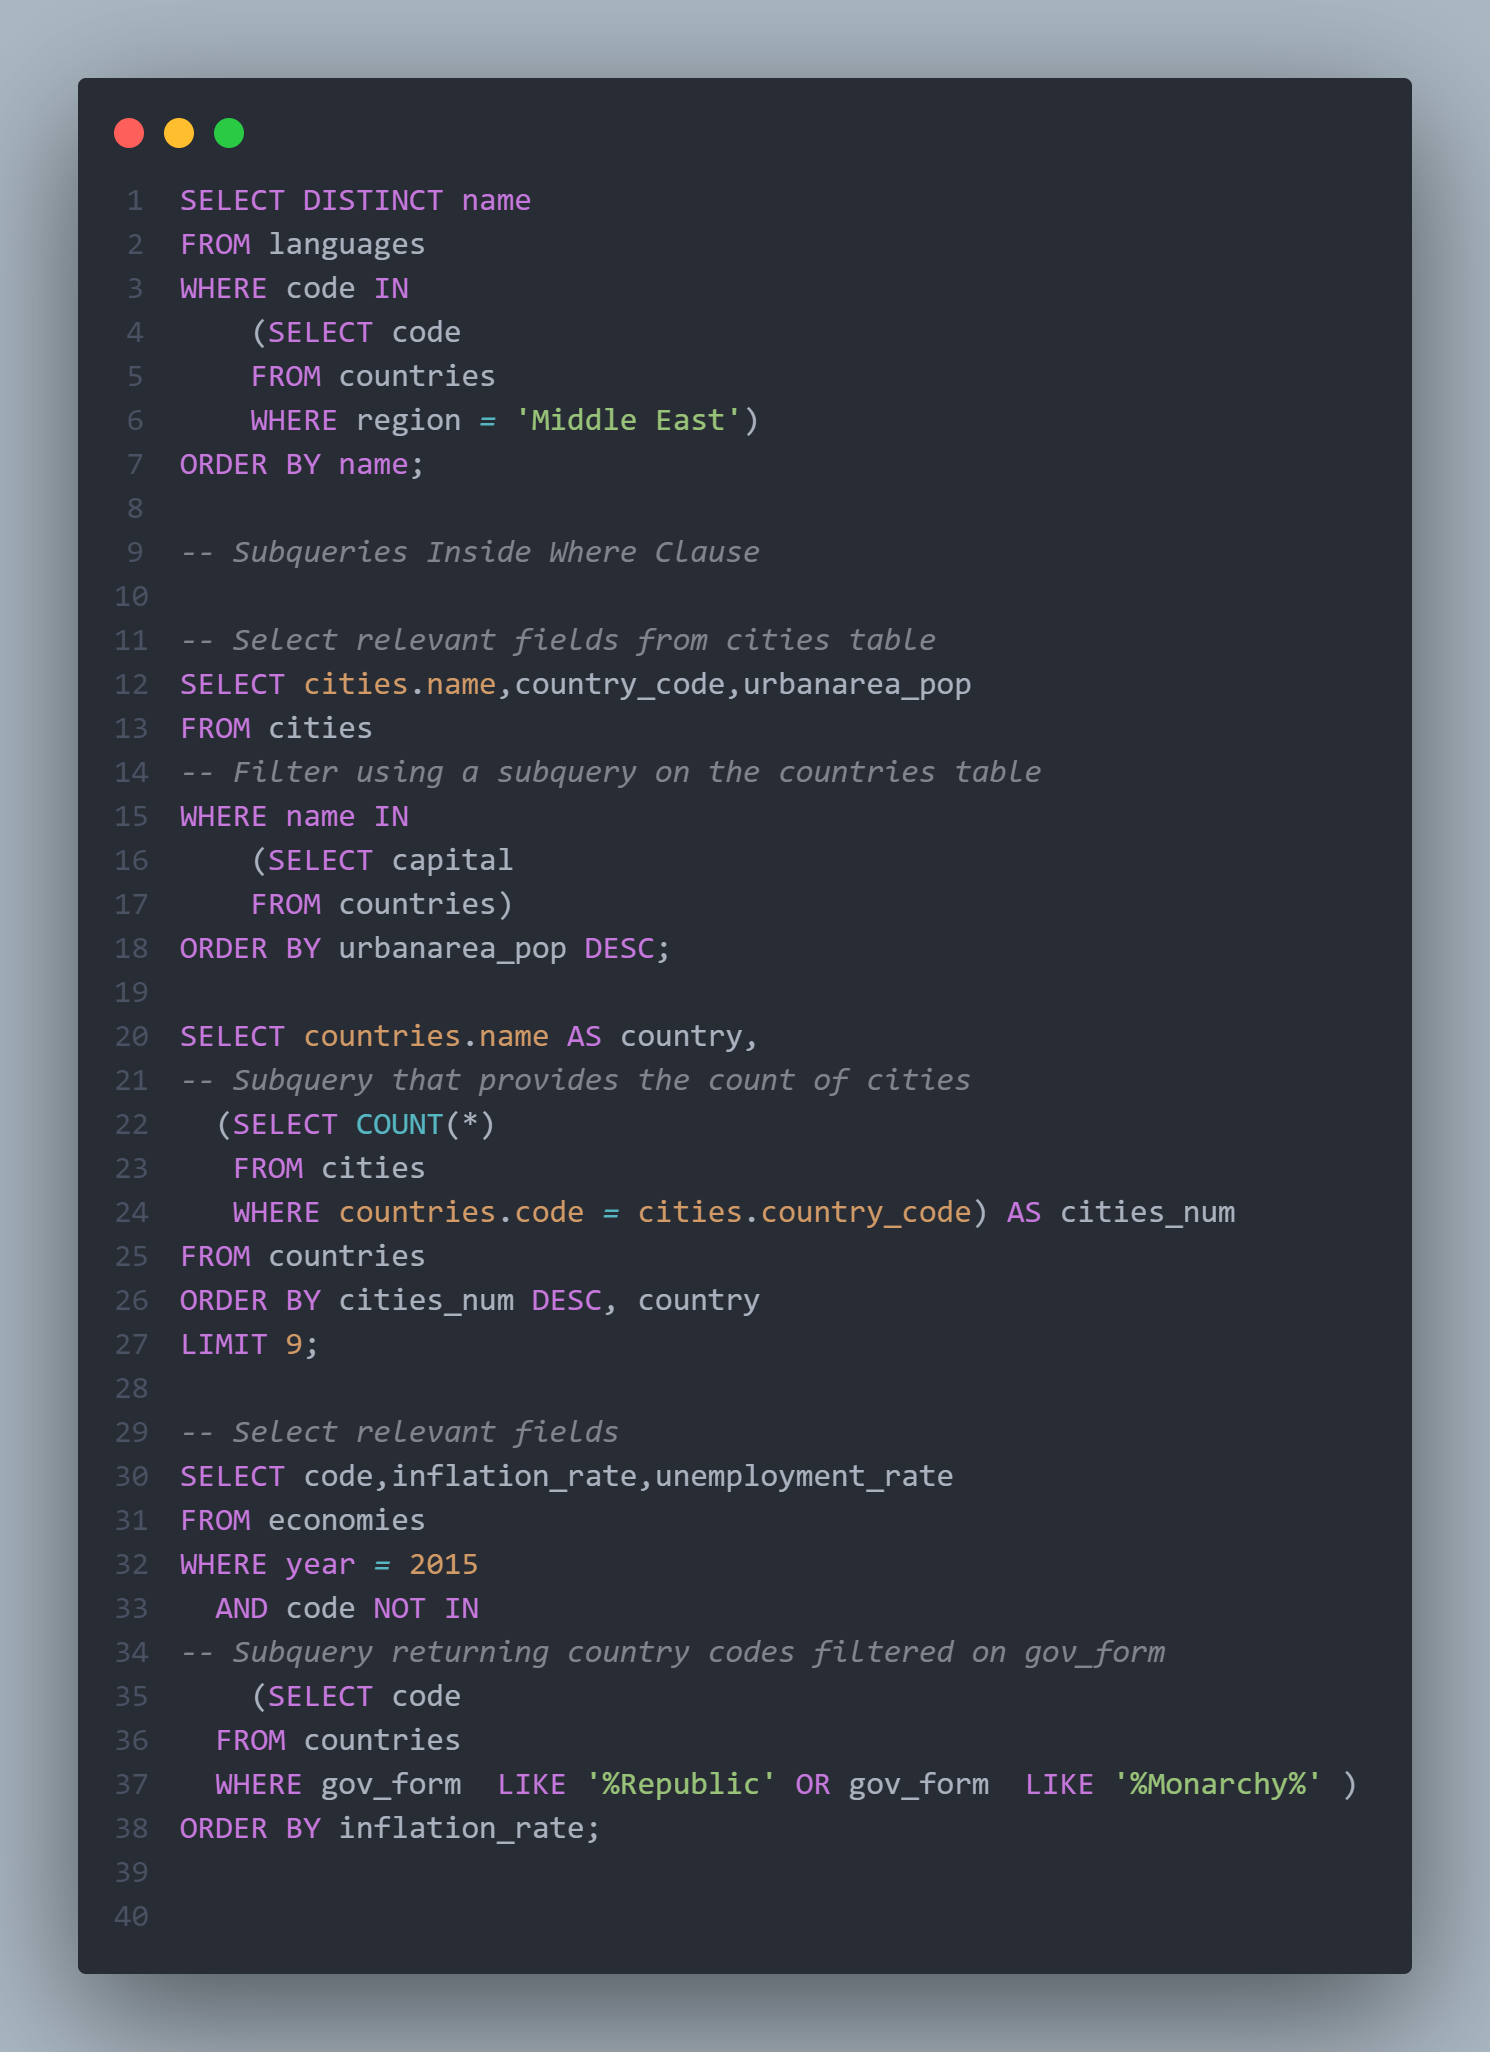 1 SELECT DISTINCT name
2 FROM languages
3 WHERE code IN
4     (SELECT code
5     FROM countries
6     WHERE region = 'Middle East')
7 ORDER BY name;
8
9 -- Subqueries Inside Where Clause
10
11 -- Select relevant fields from cities table
12 SELECT cities.name,country_code,urbanarea_pop
13 FROM cities
14 -- Filter using a subquery on the countries table
15 WHERE name IN
16     (SELECT capital
17     FROM countries)
18 ORDER BY urbanarea_pop DESC;
19
20 SELECT countries.name AS country,
21 -- Subquery that provides the count of cities
22   (SELECT COUNT(*)
23    FROM cities
24    WHERE countries.code = cities.country_code) AS cities_num
25 FROM countries
26 ORDER BY cities_num DESC, country
27 LIMIT 9;
28
29 -- Select relevant fields
30 SELECT code,inflation_rate,unemployment_rate
31 FROM economies
32 WHERE year = 2015
33   AND code NOT IN
34 -- Subquery returning country codes filtered on gov_form
35     (SELECT code
36   FROM countries
37   WHERE gov_form  LIKE '%Republic' OR gov_form  LIKE '%Monarchy%' )
38 ORDER BY inflation_rate;
39
40